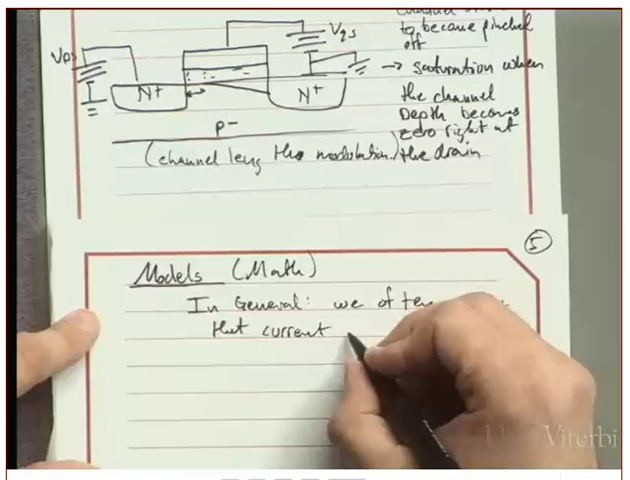 to became pinched
off
Vgs
VDS
→ saturation when
the channel
N+
N+
Depth becomes
zero right at
P-
(channel length modulation)
the drain
5
Models (Math)
In General: we often
that current
Viterbi